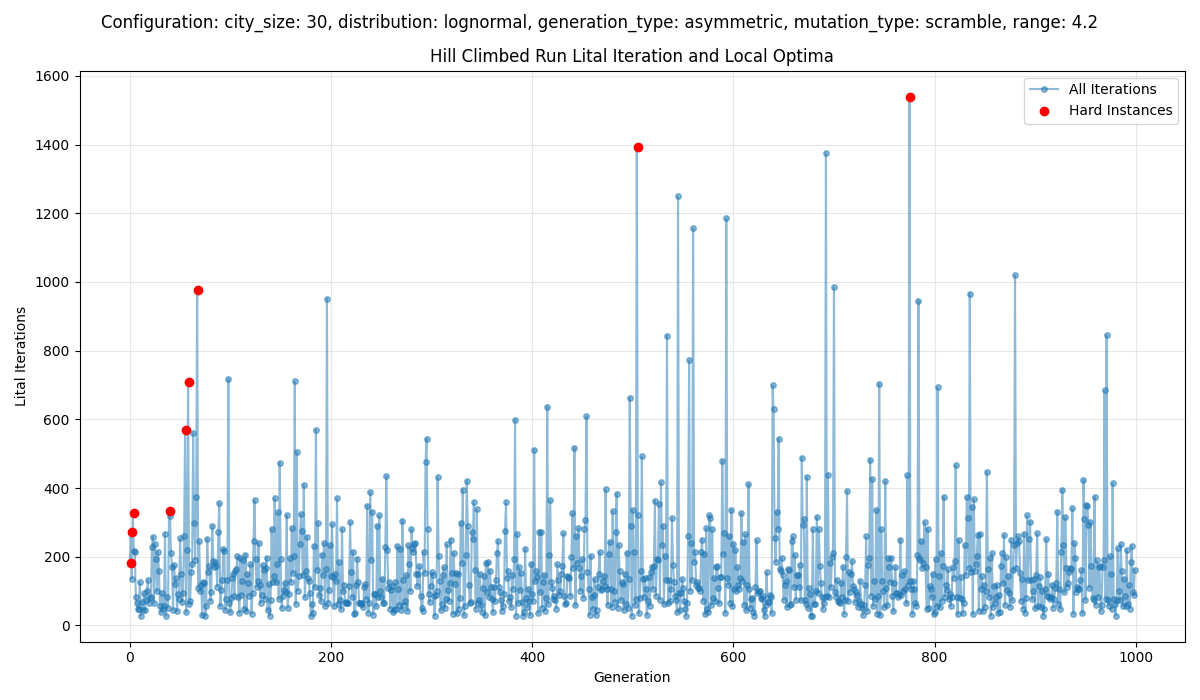 Configuration: city_size: 30, distribution: lognormal, generation_type: asymmetric, mutation_type: scramble, range: 4.2
Hill Climbed Run Lital Iteration and Local Optima
All Iterations
Hard Instances
Lital Iterations
1600
1400
1200
1000
800
600
400
200
0
0 200 400 600 800 1000
Generation